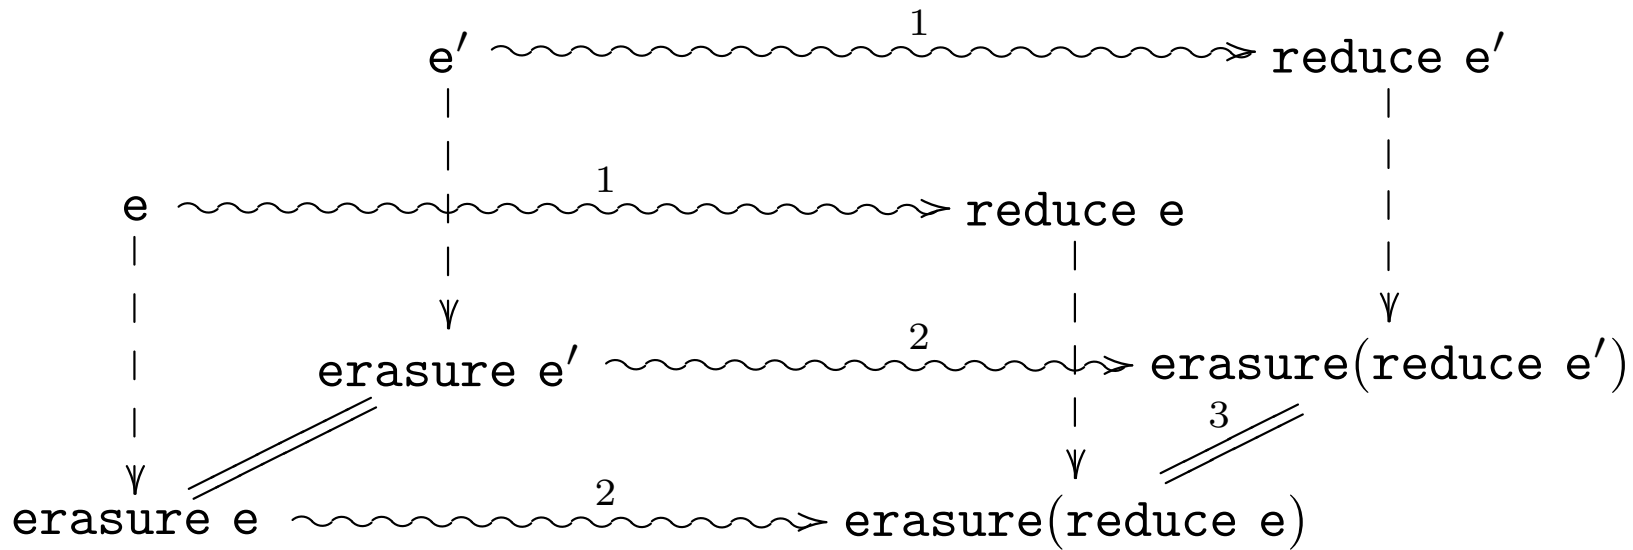 1
e′ reduce e′
1
e reduce e
2
erasure e′ erasure(reduce e′)
3
2
erasure e erasure(reduce e)